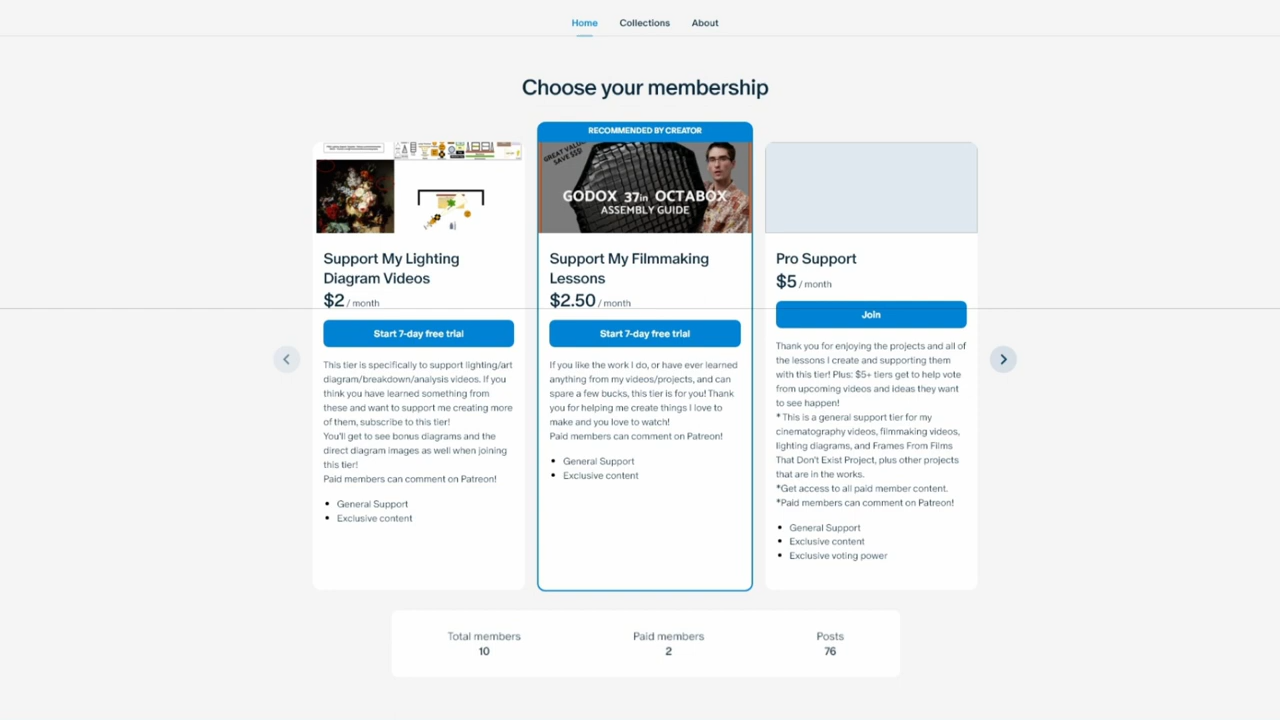 Home Collections About
Choose your membership
RECOMMENDED BY CREATOR
GREAT VALUE
SAVE $$$!
GODOX 37in OCTABOX
ASSEMBLY GUIDE
Support My Lighting
Diagram Videos
$2 / month
Start 7-day free trial
This tier is specifically to support lighting/art
diagram/breakdown/analysis videos. If you
think you have learned something from
these and want to support me creating more
of them, subscribe to this tier!
You'll get to see bonus diagrams and the
direct diagram images as well when joining
this tier!
Paid members can comment on Patreon!
• General Support
• Exclusive content
Support My Filmmaking
Lessons
$2.50 / month
Start 7-day free trial
If you like the work I do, or have ever learned
anything from my videos/projects, and can
spare a few bucks, this tier is for you! Thank
you for helping me create things I love to
make and you love to watch!
Paid members can comment on Patreon!
• General Support
• Exclusive content
Pro Support
$5 / month
Join
Thank you for enjoying the projects and all of
the lessons I create and supporting them
with this tier! Plus: $5+ tiers get to help vote
from upcoming videos and ideas they want
to see happen!
* This is a general support tier for my
cinematography videos, filmmaking videos,
lighting diagrams, and Frames From Films
That Don't Exist Project, plus other projects
that are in the works.
*Get access to all paid member content.
*Paid members can comment on Patreon!
• General Support
• Exclusive content
• Exclusive voting power
Total members Paid members Posts
10 2 76